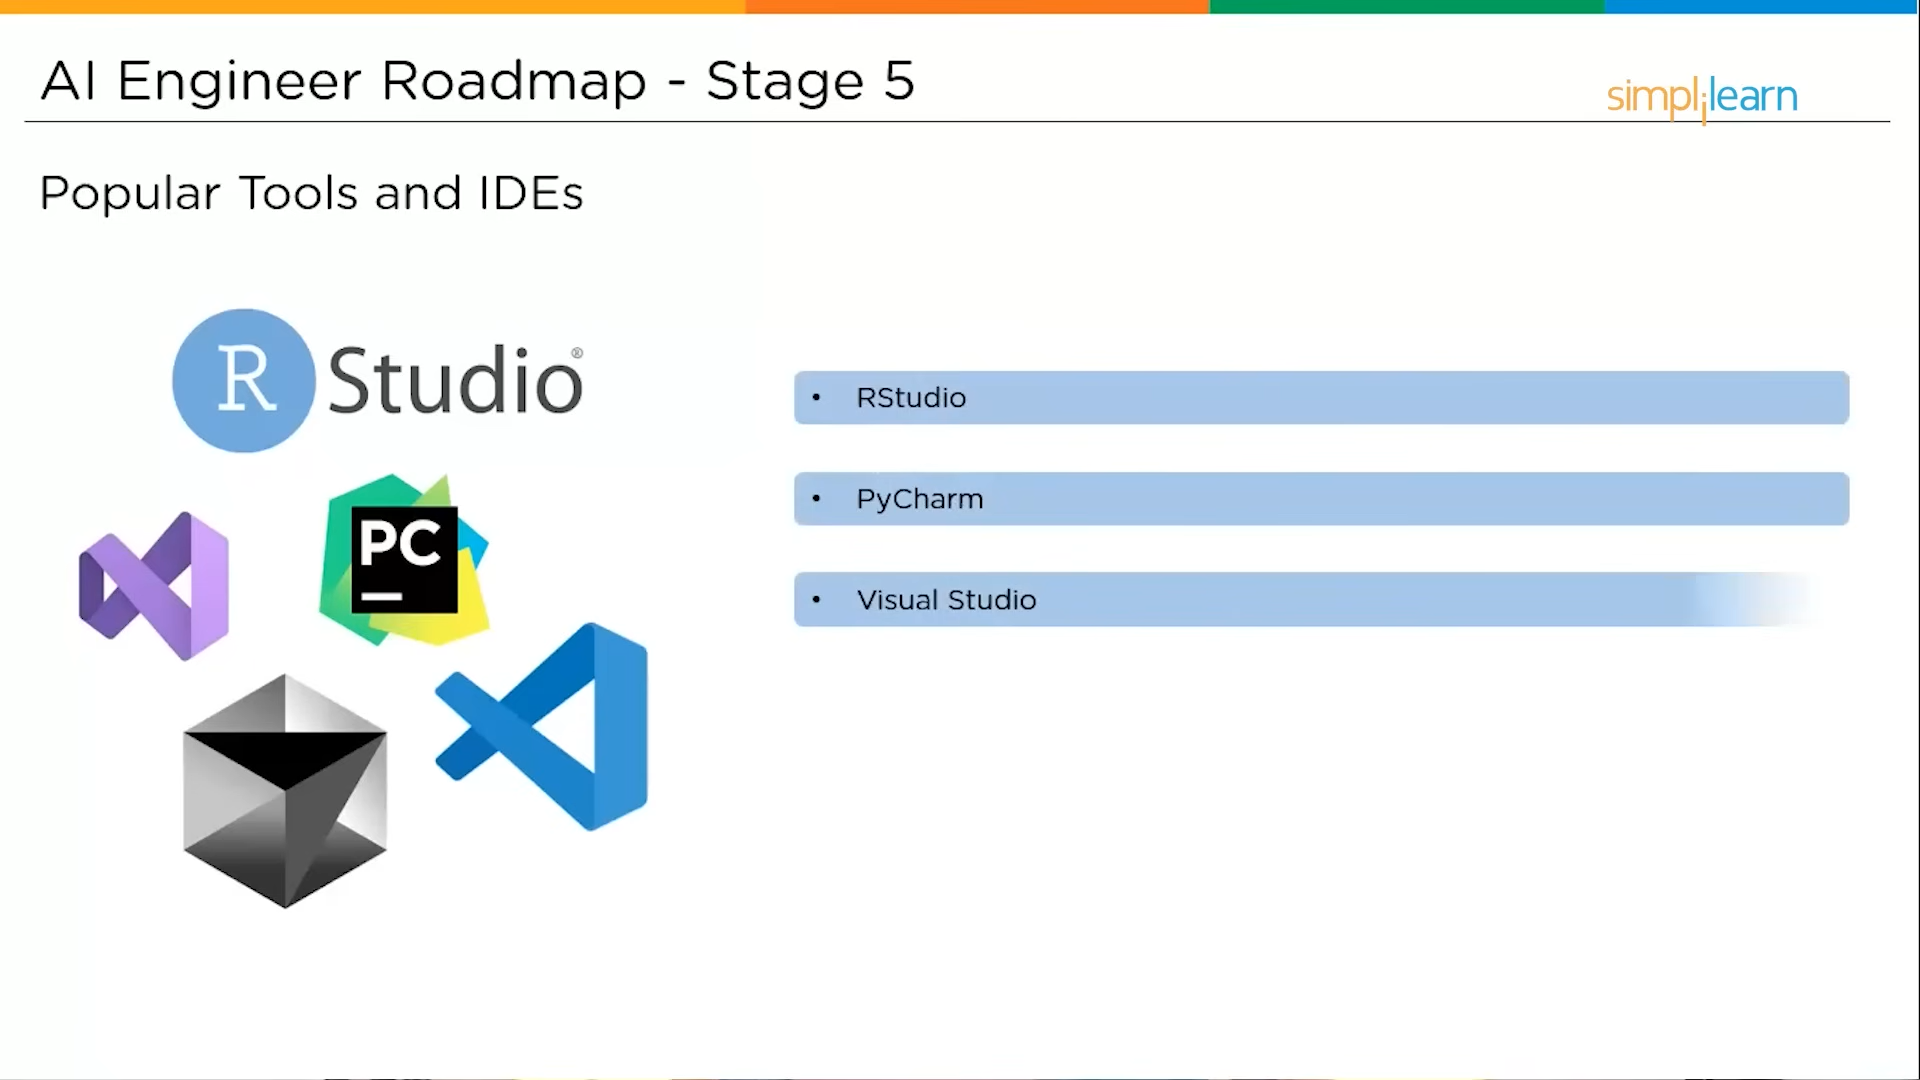 AI Engineer Roadmap - Stage 5
simplilearn
Popular Tools and IDEs
R Studio®
PC
• RStudio
• PyCharm
• Visual Studio